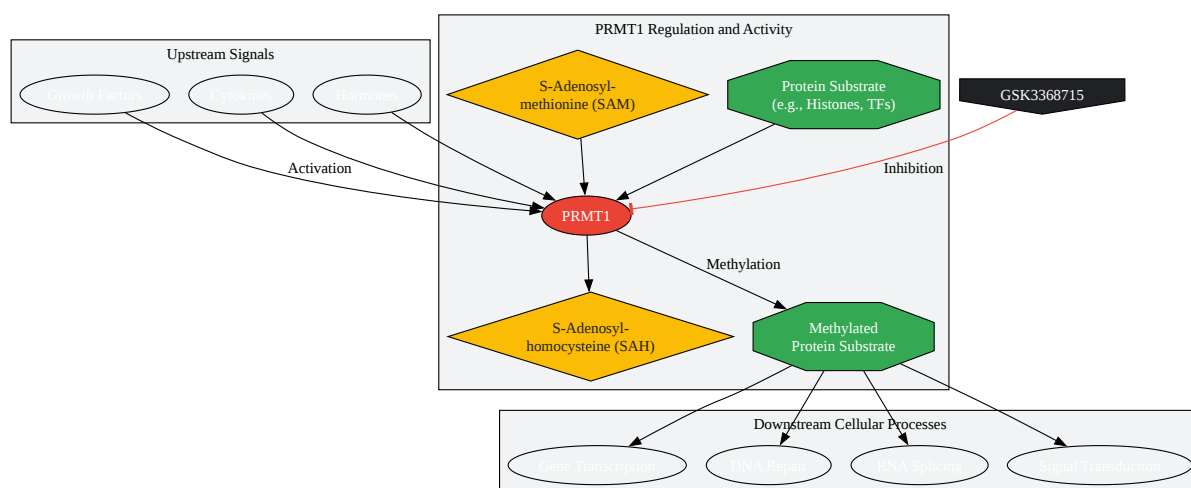 PRMT1 Regulation and Activity
Upstream Signals
Growth Factors
Cytokines
Hormones
S-Adenosyl-
methionine (SAM)
Protein Substrate
(e.g., Histones, TFs)
GSK3368715
Activation
Inhibition
PRMT1
Methylation
S-Adenosyl-
homocysteine (SAH)
Methylated
Protein Substrate
Downstream Cellular Processes
Gene Transcription
DNA Repair
RNA Splicing
Signal Transduction